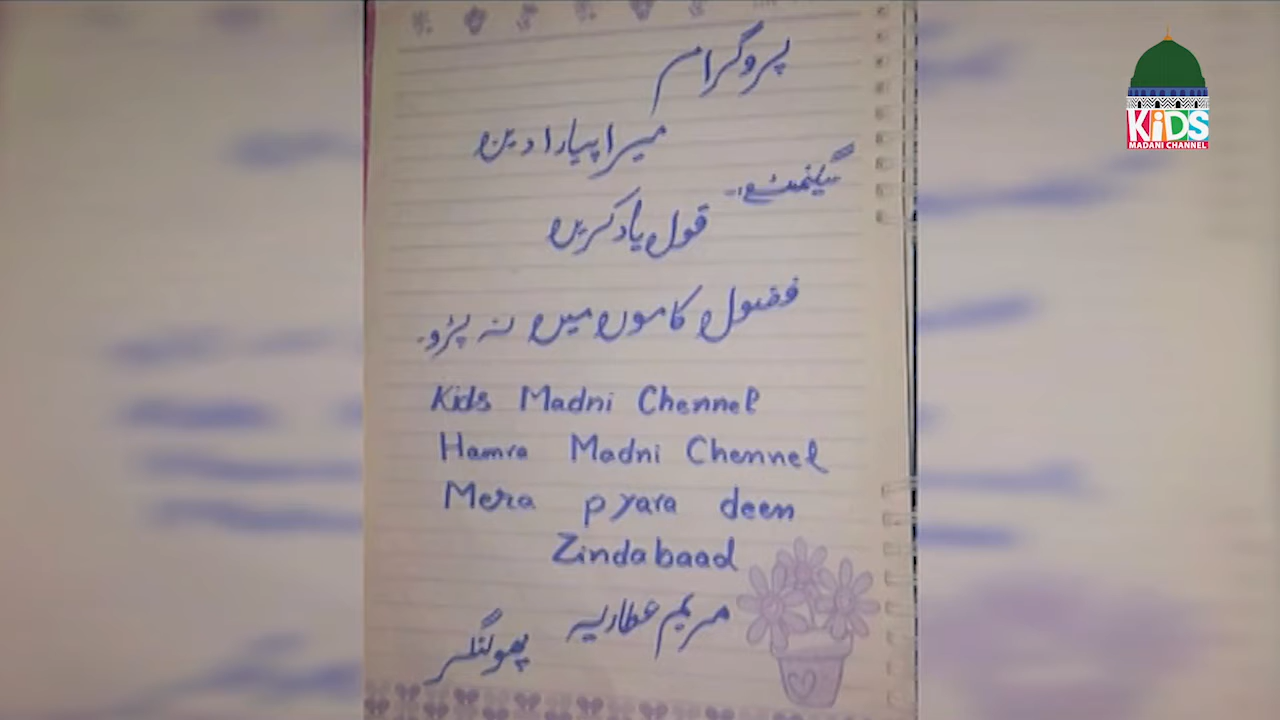 پروگرام
میرا پیارا دین
سیگمنٹ:۔
قول یاد کریں
فضول کاموں میں نہ پڑو۔
Kids Madni Chennel
Hamra Madni Chennel
Mera pyara deen
Zindabaad
مریم عطاریہ
KiDS
MADANI CHANNEL